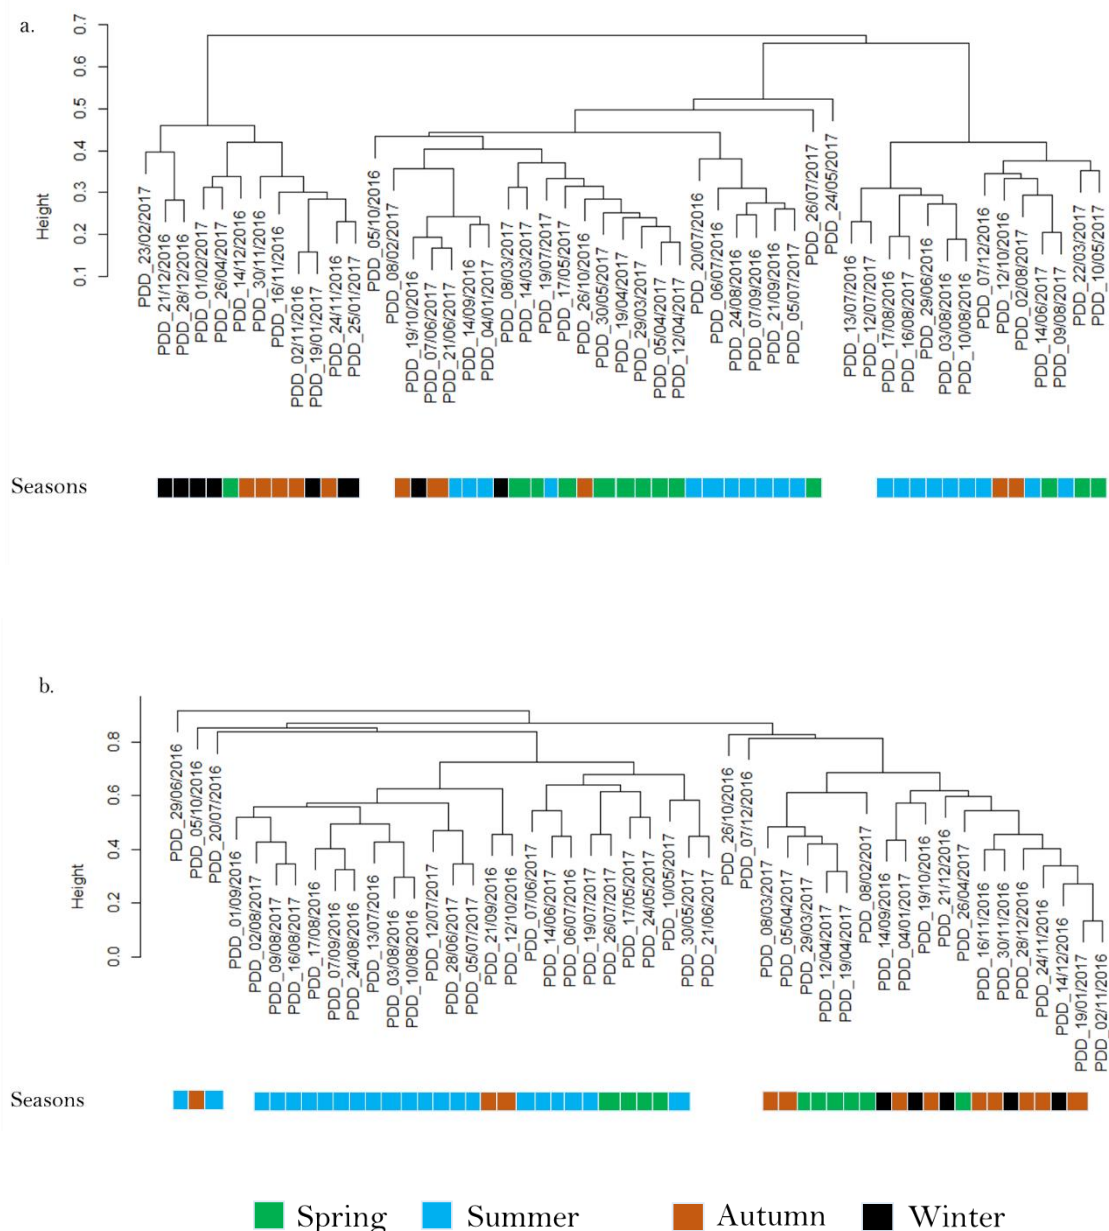 a.
Height
0.7
0.6
0.5
0.4
0.3
0.2
0.1
PDD_23/02/2017
PDD_21/12/2016
PDD_28/12/2016
PDD_01/02/2017
PDD_26/04/2017
PDD_14/12/2016
PDD_30/11/2016
PDD_16/11/2016
PDD_02/11/2016
PDD_19/01/2017
PDD_24/11/2016
PDD_25/01/2017
PDD_05/10/2016
PDD_08/02/2017
PDD_19/10/2016
PDD_07/06/2017
PDD_21/06/2017
PDD_14/09/2016
PDD_04/01/2017
PDD_08/03/2017
PDD_14/03/2017
PDD_19/07/2017
PDD_17/05/2017
PDD_26/10/2016
PDD_30/05/2017
PDD_19/04/2017
PDD_29/03/2017
PDD_05/04/2017
PDD_12/04/2017
PDD_20/07/2016
PDD_06/07/2016
PDD_24/08/2016
PDD_07/09/2016
PDD_21/09/2016
PDD_05/07/2017
PDD_26/07/2017
PDD_24/05/2017
PDD_13/07/2016
PDD_12/07/2017
PDD_17/08/2016
PDD_16/08/2017
PDD_29/06/2016
PDD_03/08/2016
PDD_10/08/2016
PDD_07/12/2016
PDD_12/10/2016
PDD_02/08/2017
PDD_14/06/2017
PDD_09/08/2017
PDD_22/03/2017
PDD_10/05/2017
Seasons
b.
Height
0.8
0.6
0.4
0.2
0.0
PDD_29/06/2016
PDD_05/10/2016
PDD_20/07/2016
PDD_01/09/2016
PDD_02/08/2017
PDD_09/08/2017
PDD_16/08/2017
PDD_17/08/2016
PDD_07/09/2016
PDD_24/08/2016
PDD_13/07/2016
PDD_03/08/2016
PDD_10/08/2016
PDD_12/07/2017
PDD_28/06/2017
PDD_05/07/2017
PDD_21/09/2016
PDD_12/10/2016
PDD_07/06/2017
PDD_14/06/2017
PDD_06/07/2016
PDD_19/07/2017
PDD_26/07/2017
PDD_17/05/2017
PDD_24/05/2017
PDD_10/05/2017
PDD_30/05/2017
PDD_21/06/2017
PDD_26/10/2016
PDD_07/12/2016
PDD_08/03/2017
PDD_05/04/2017
PDD_29/03/2017
PDD_12/04/2017
PDD_19/04/2017
PDD_08/02/2017
PDD_14/09/2016
PDD_04/01/2017
PDD_19/10/2016
PDD_21/12/2016
PDD_26/04/2017
PDD_16/11/2016
PDD_30/11/2016
PDD_28/12/2016
PDD_24/11/2016
PDD_14/12/2016
PDD_19/01/2017
PDD_02/11/2016
Seasons
Spring Summer Autumn Winter